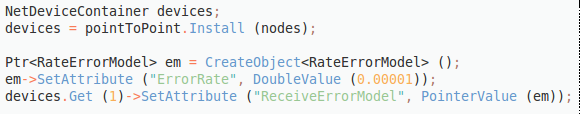 NetDeviceContainer devices;
devices = pointToPoint.Install (nodes);
Ptr<RateErrorModel> em = CreateObject<RateErrorModel> ();
em->SetAttribute ("ErrorRate", DoubleValue (0.00001));
devices.Get (1)->SetAttribute ("ReceiveErrorModel", PointerValue (em));